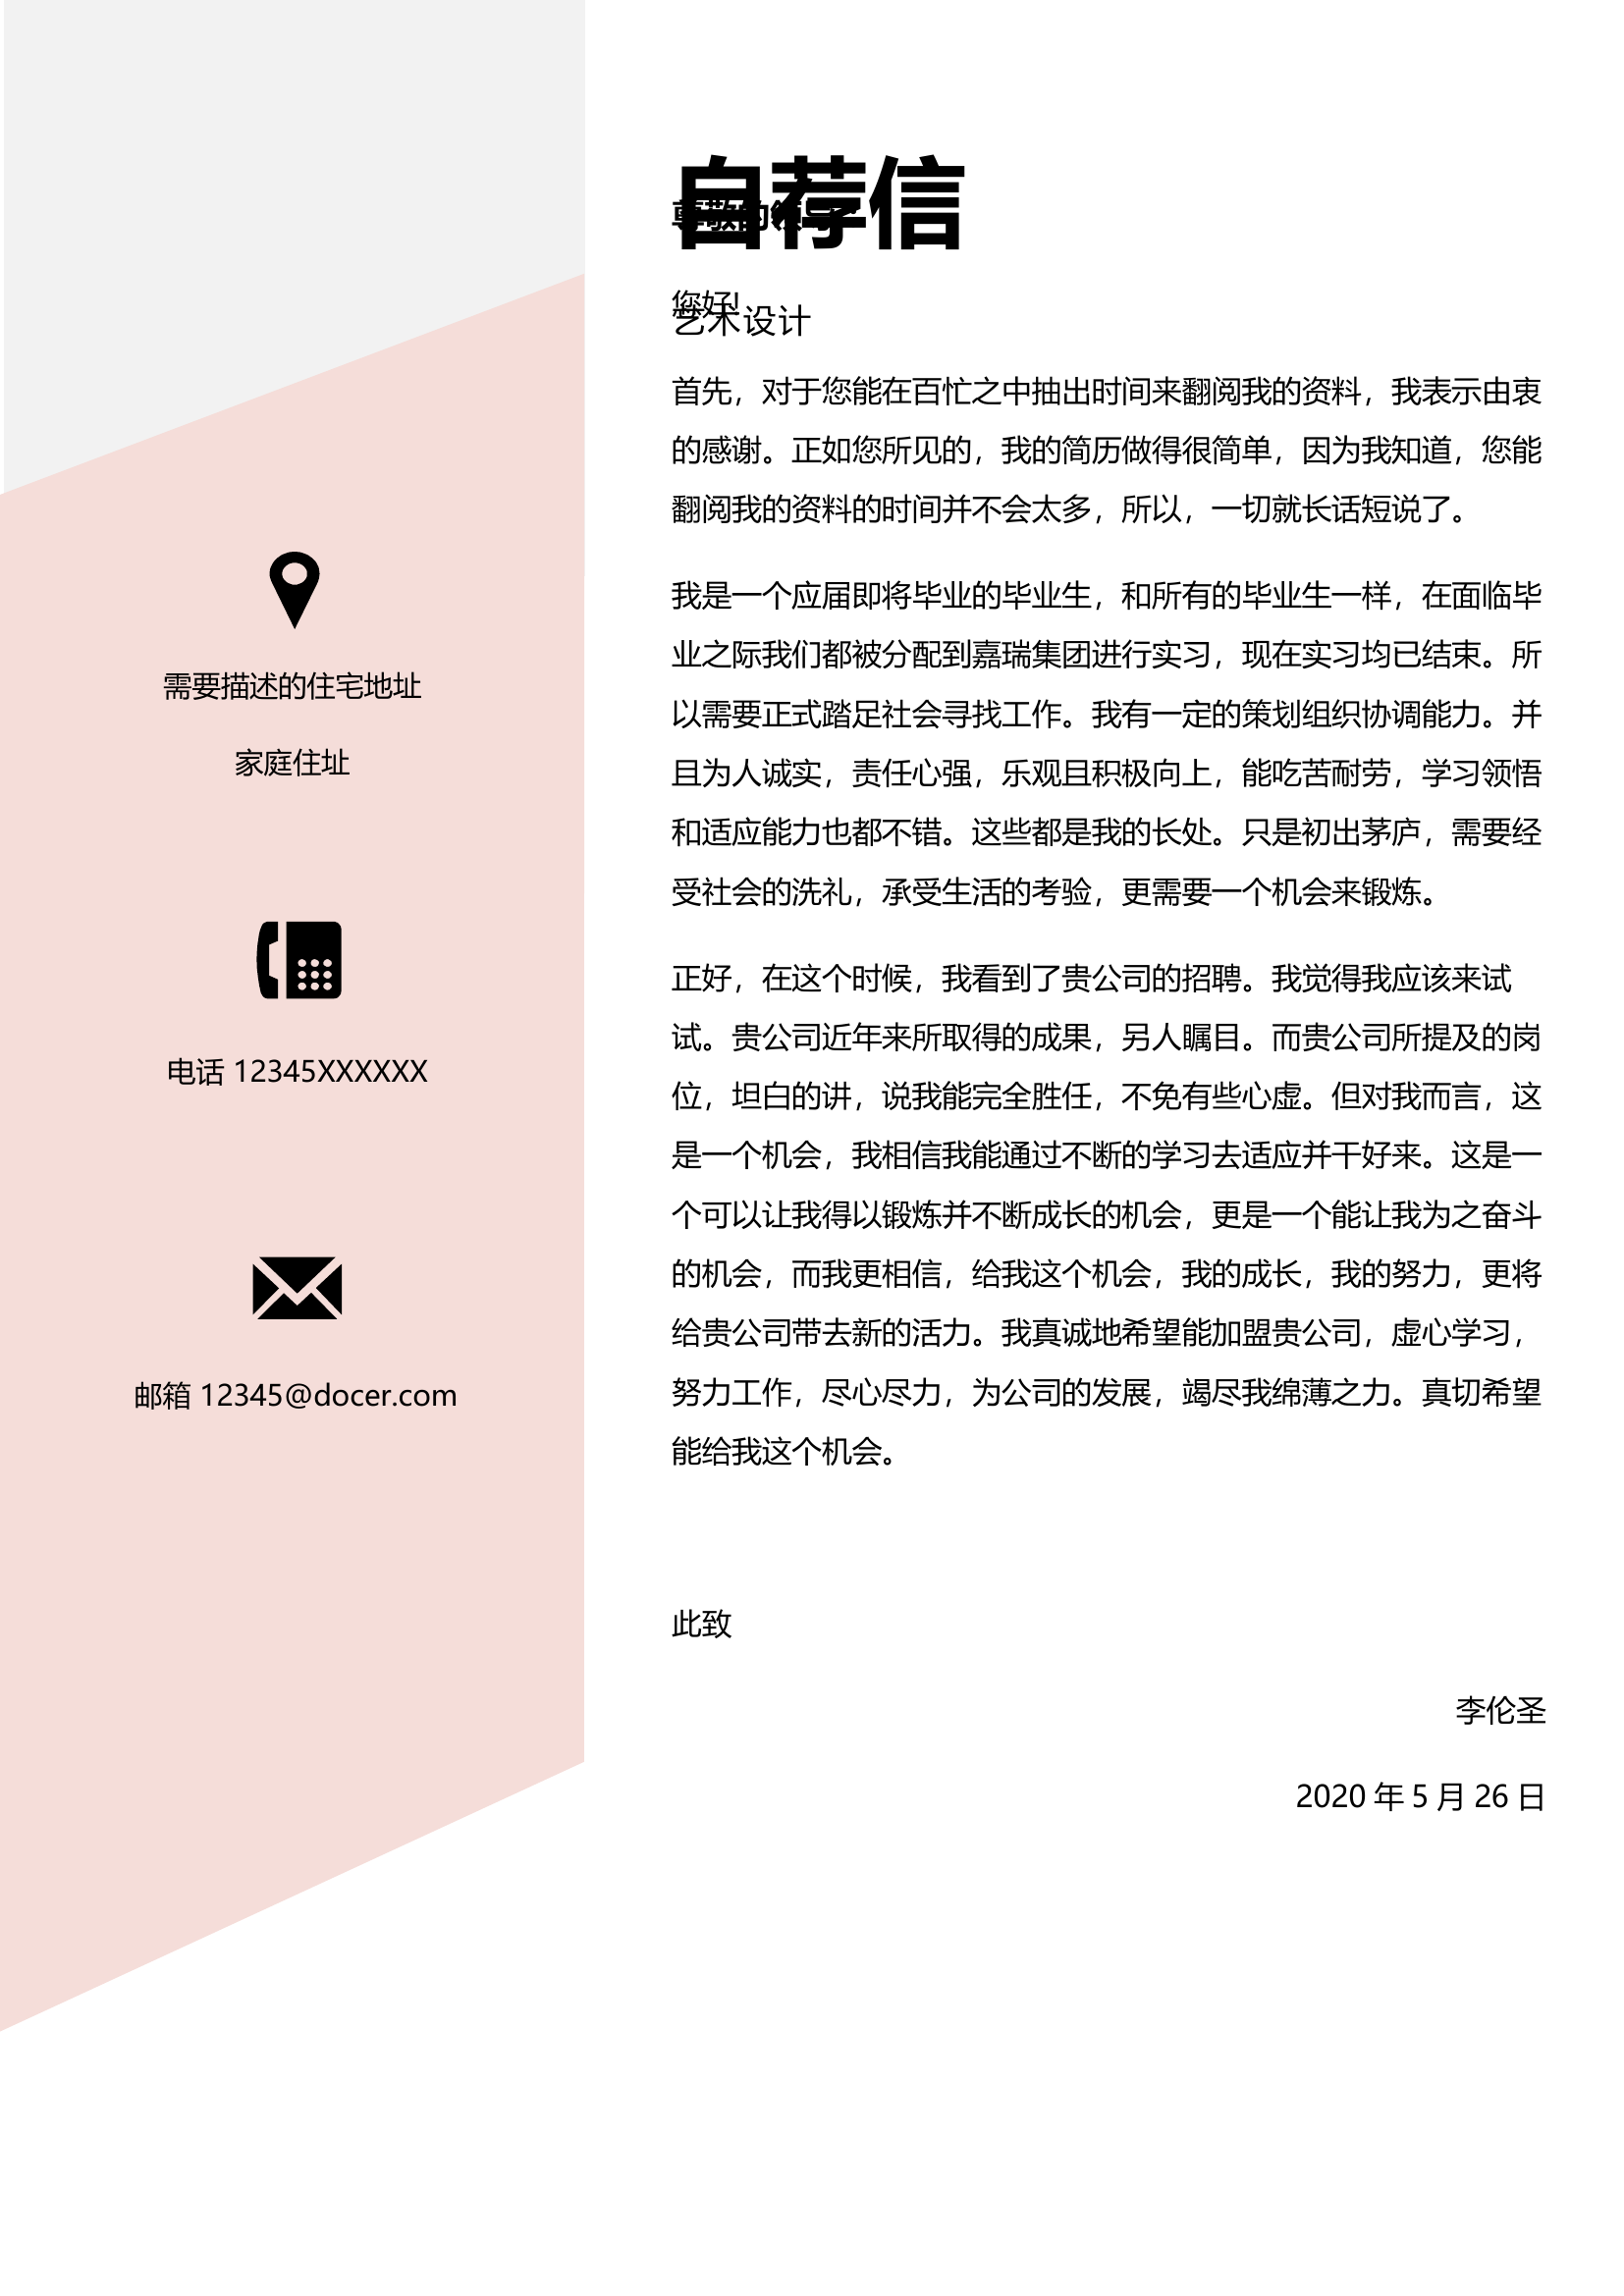 自荐信
尊敬的领导
您好!
艺术设计
首先，对于您能在百忙之中抽出时间来翻阅我的资料，我表示由衷
的感谢。正如您所见的，我的简历做得很简单，因为我知道，您能
翻阅我的资料的时间并不会太多，所以，一切就长话短说了。
我是一个应届即将毕业的毕业生，和所有的毕业生一样，在面临毕
业之际我们都被分配到嘉瑞集团进行实习，现在实习均已结束。所
以需要正式踏足社会寻找工作。我有一定的策划组织协调能力。并
且为人诚实，责任心强，乐观且积极向上，能吃苦耐劳，学习领悟
和适应能力也都不错。这些都是我的长处。只是初出茅庐，需要经
受社会的洗礼，承受生活的考验，更需要一个机会来锻炼。
正好，在这个时候，我看到了贵公司的招聘。我觉得我应该来试
试。贵公司近年来所取得的成果，另人瞩目。而贵公司所提及的岗
位，坦白的讲，说我能完全胜任，不免有些心虚。但对我而言，这
是一个机会，我相信我能通过不断的学习去适应并干好来。这是一
个可以让我得以锻炼并不断成长的机会，更是一个能让我为之奋斗
的机会，而我更相信，给我这个机会，我的成长，我的努力，更将
给贵公司带去新的活力。我真诚地希望能加盟贵公司，虚心学习，
努力工作，尽心尽力，为公司的发展，竭尽我绵薄之力。真切希望
能给我这个机会。
此致
李伦圣
2020 年 5 月 26 日
需要描述的住宅地址
家庭住址
电话 12345XXXXXX
邮箱 12345@docer.com